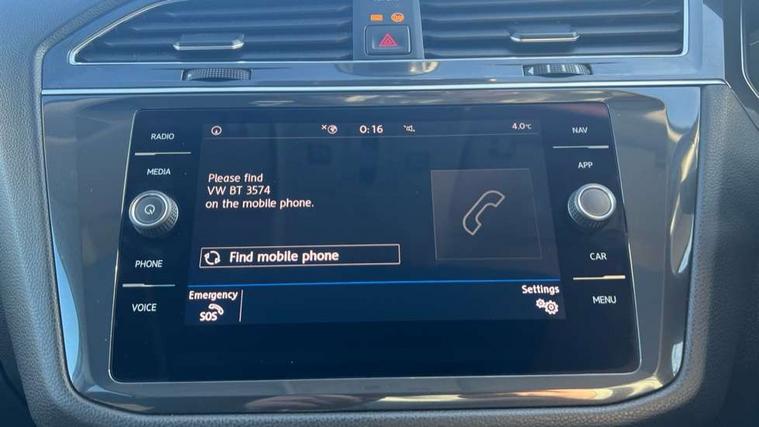 RADIO
MEDIA
PHONE
VOICE
0:16
4.0°C
Please find
VW BT 3574
on the mobile phone.
Find mobile phone
Emergency
SOS
Settings
NAV
APP
CAR
MENU